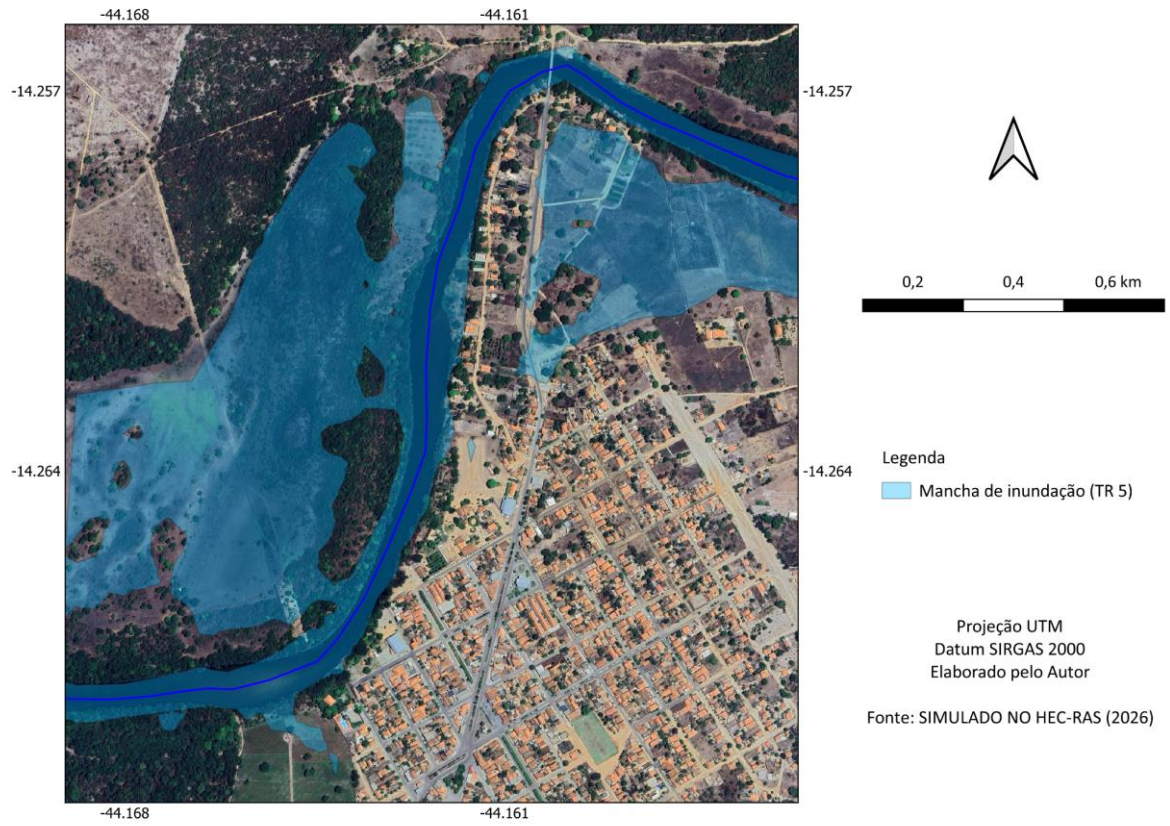 -44.168
-44.161
-14.257
-14.257
0,2
0,4
0,6 km
-14.264
-14.264
Legenda
Mancha de inundação (TR 5)
Projeção UTM
Datum SIRGAS 2000
Elaborado pelo Autor
Fonte: SIMULADO NO HEC-RAS (2026)
-44.168
-44.161